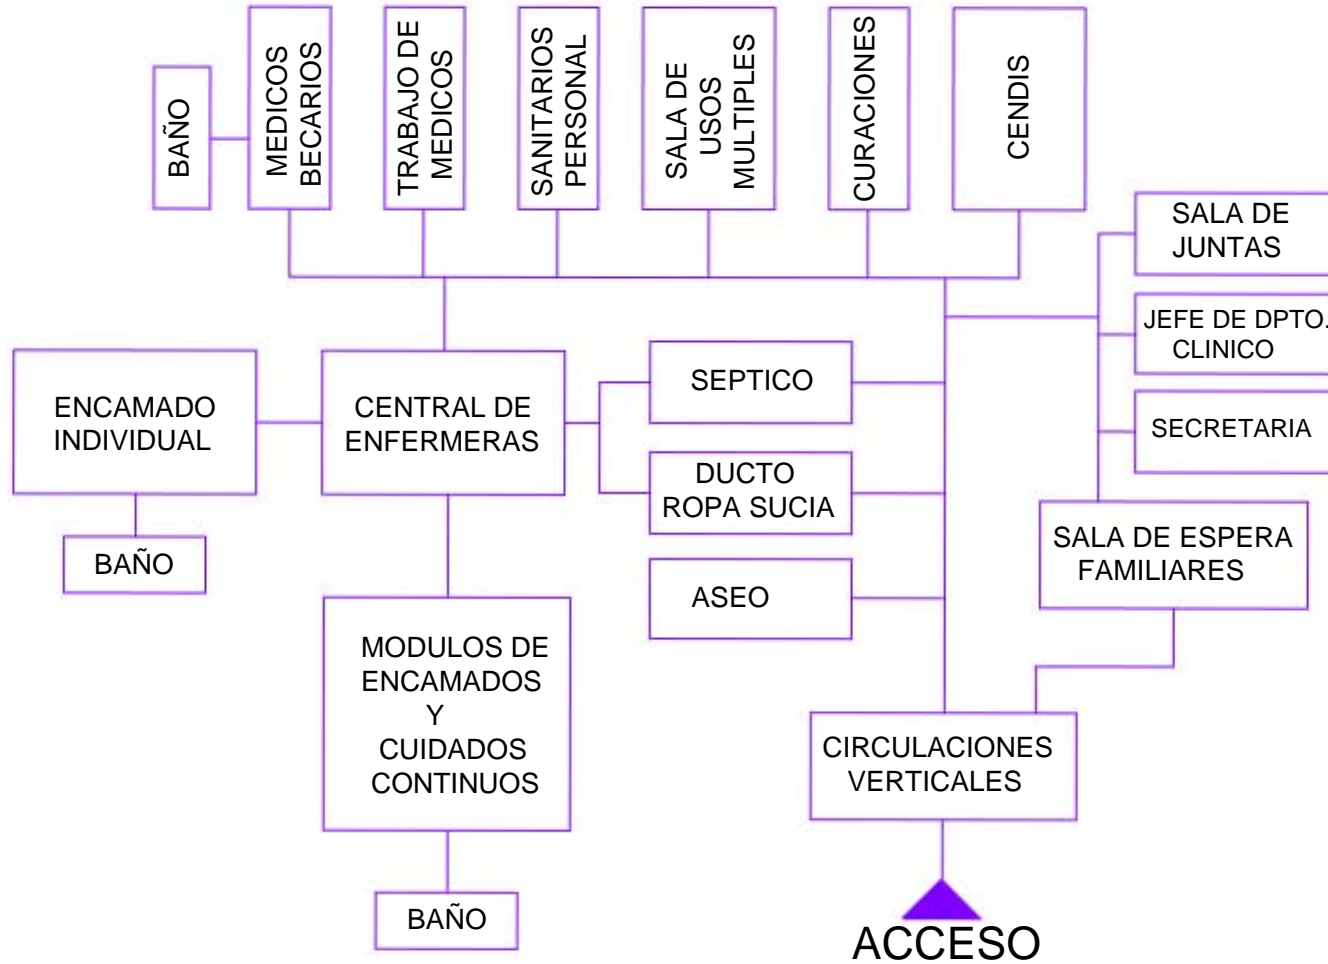 BAÑO
MEDICOS
BECARIOS
TRABAJO DE
MEDICOS
SANITARIOS
PERSONAL
SALA DE
USOS
MULTIPLES
CURACIONES
CENDIS
SALA DE
JUNTAS
JEFE DE DPTO.
CLINICO
SECRETARIA
SALA DE ESPERA
FAMILIARES
ENCAMADO
INDIVIDUAL
BAÑO
CENTRAL DE
ENFERMERAS
SEPTICO
DUCTO
ROPA SUCIA
ASEO
MODULOS DE
ENCAMADOS
Y
CUIDADOS
CONTINUOS
BAÑO
CIRCULACIONES
VERTICALES
ACCESO